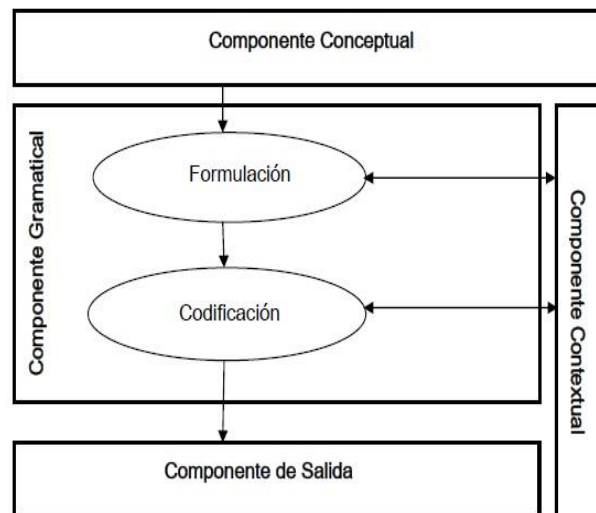 Componente Conceptual
Componente Gramatical
Formulación
Codificación
Componente Contextual
Componente de Salida